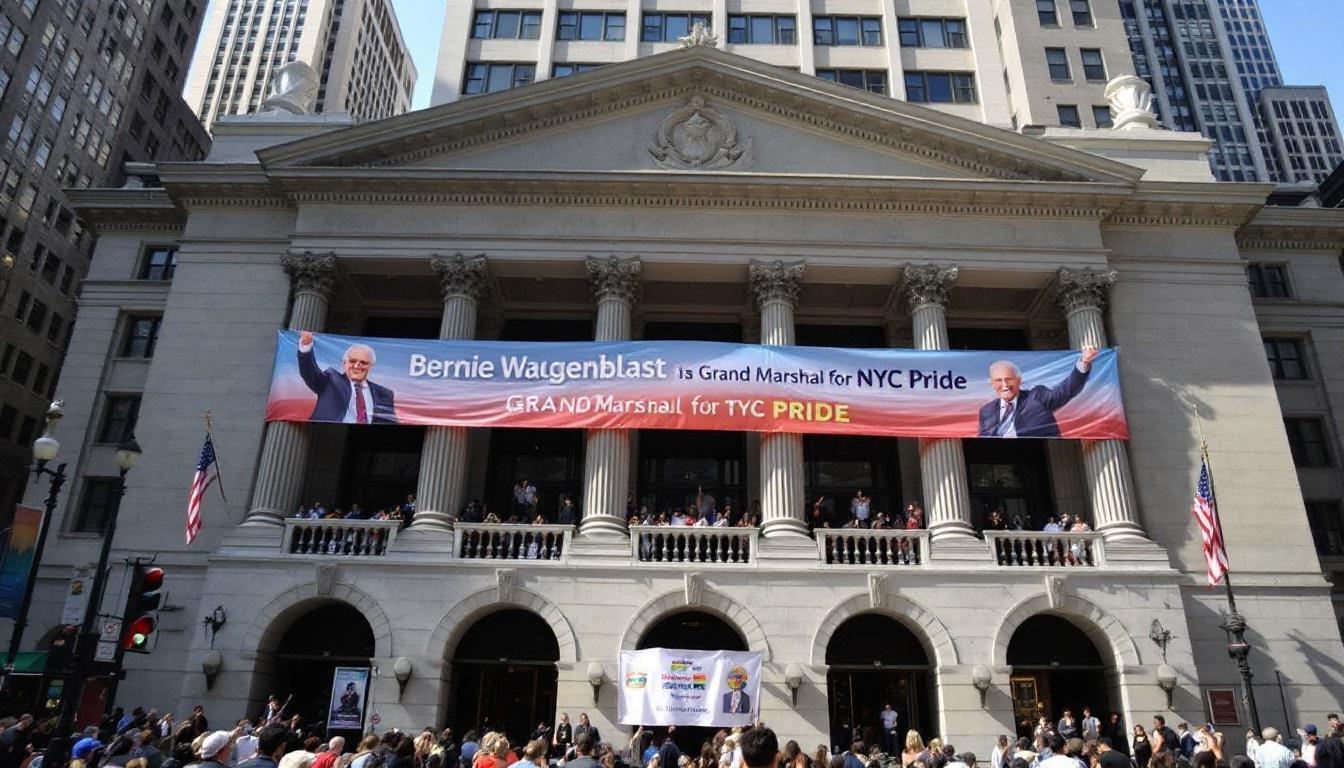 Bernie Waugenblast is Grand Marshal for NYC Pride
GRAND Marshall for TYC PRIDE